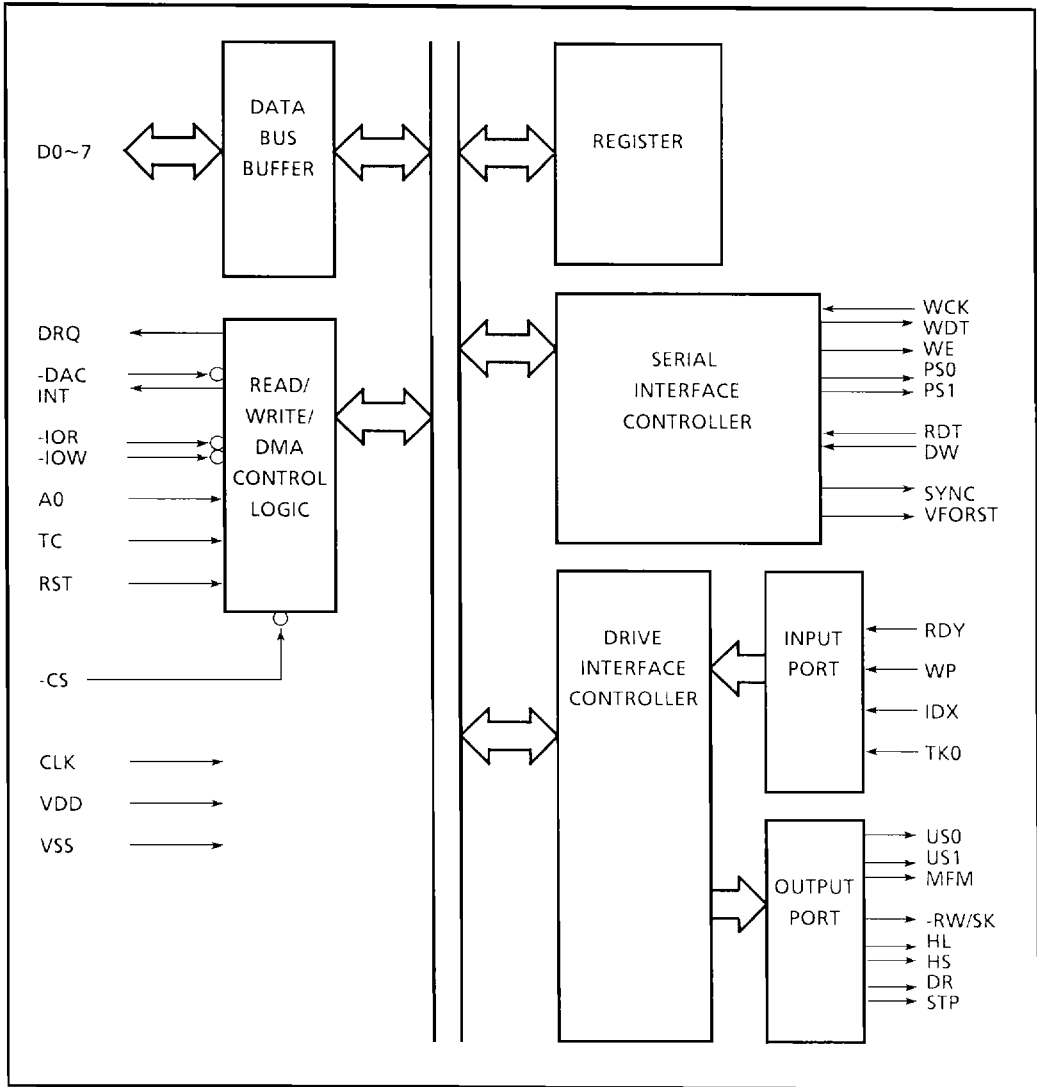 DATA
BUS
BUFFER
D0~7
REGISTER
DRQ
-DAC
INT
-IOR
-IOW
A0
TC
RST
READ/
WRITE/
DMA
CONTROL
LOGIC
-CS
CLK
VDD
VSS
SERIAL
INTERFACE
CONTROLLER
WCK
WDT
WE
PS0
PS1
RDT
DW
SYNC
VFORST
DRIVE
INTERFACE
CONTROLLER
INPUT
PORT
RDY
WP
IDX
TK0
OUTPUT
PORT
US0
US1
MFM
-RW/SK
HL
HS
DR
STP